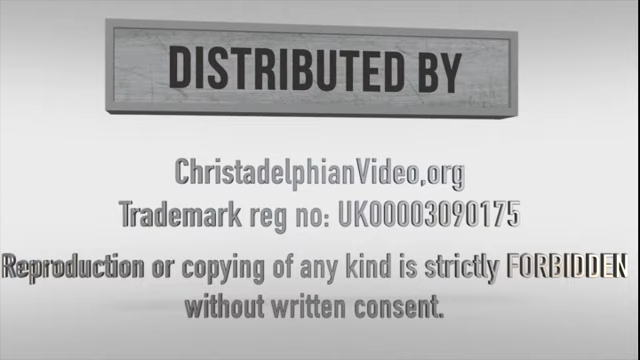 DISTRIBUTED BY
ChristadelphianVideo.org
Trademark reg no: UK00003090175
Reproduction or copying of any kind is strictly FORBIDDEN
without written consent.